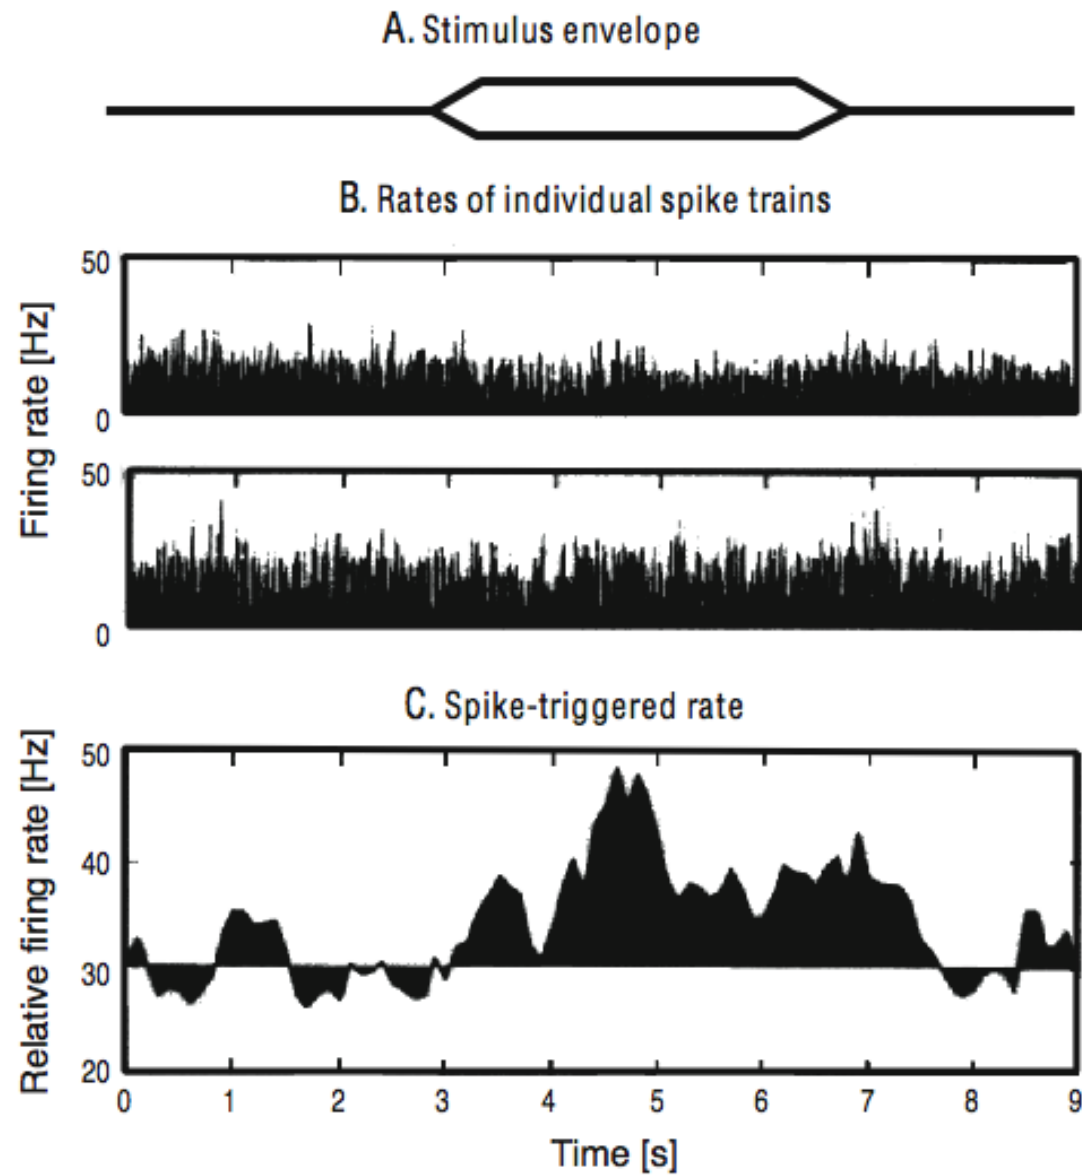 A. Stimulus envelope
B. Rates of individual spike trains
Firing rate [Hz]
50
0
50
0
C. Spike-triggered rate
Relative firing rate [Hz]
50
40
30
20
0 1 2 3 4 5 6 7 8 9
Time [s]